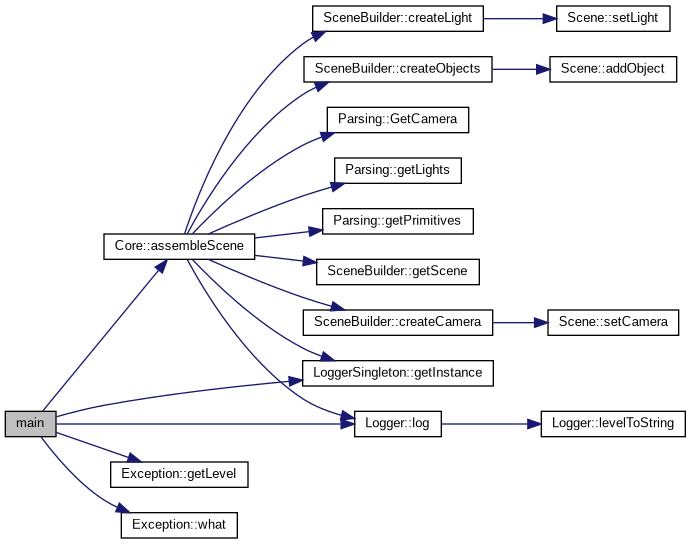 SceneBuilder::createLight
Scene::setLight
SceneBuilder::createObjects
Scene::addObject
Parsing::GetCamera
Parsing::getLights
Parsing::getPrimitives
Core::assembleScene
SceneBuilder::getScene
SceneBuilder::createCamera
Scene::setCamera
LoggerSingleton::getInstance
main
Logger::log
Logger::levelToString
Exception::getLevel
Exception::what